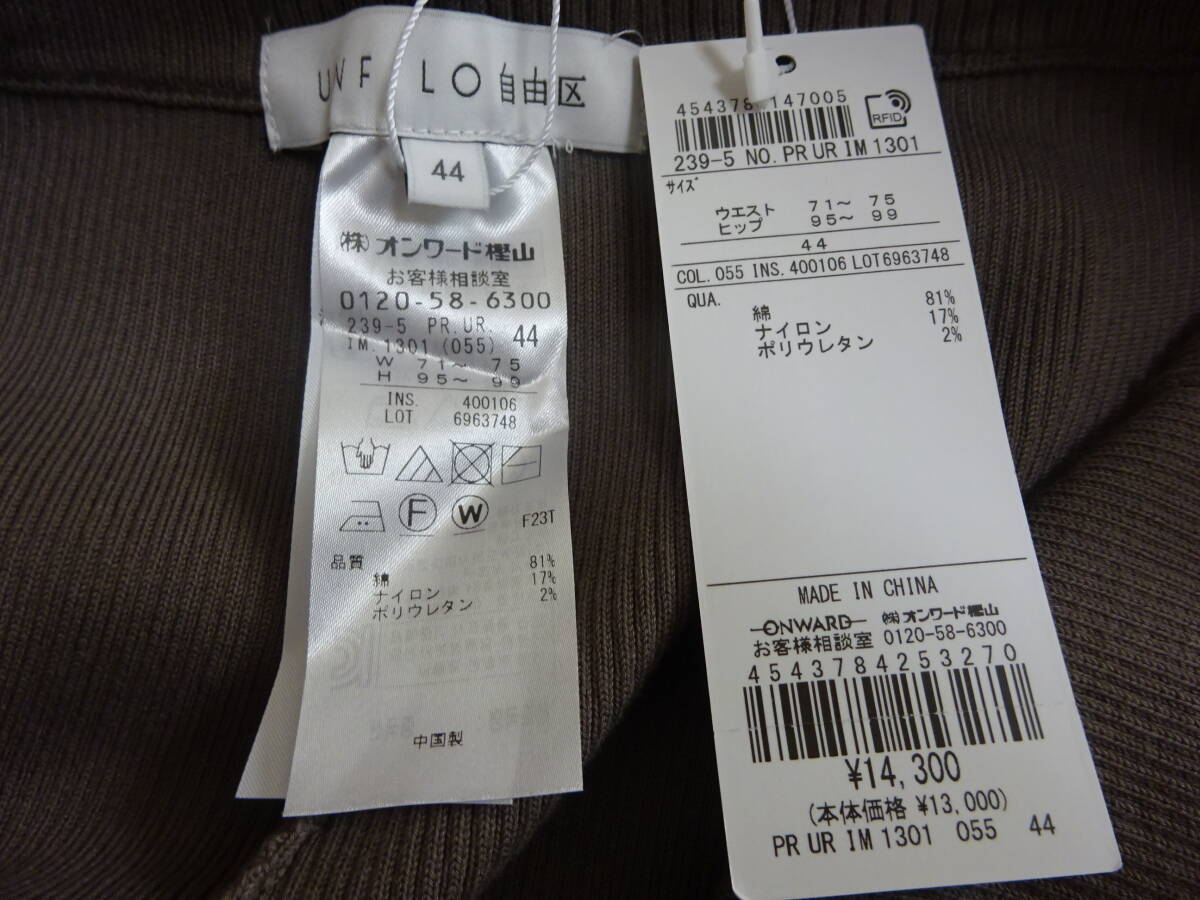 自由区
44
㈱オンワード樫山
お客様相談室
0120-58-6300
239-5 PR.UR. 44
IM.1301 (055)
W 71～ 75
H 95～ 99
INS. 400106
LOT 6963748
F
W
F23T
品質
綿 81%
ナイロン 17%
ポリウレタン 2%
中国製
147005
RFID
239-5 NO. PR UR IM 1301
サイズ
ウエスト 71～ 75
ヒップ 95～ 99
44
COL. 055 INS. 400106 LOT6963748
QUA.
綿 81%
ナイロン 17%
ポリウレタン 2%
MADE IN CHINA
ONWARD ㈱オンワード樫山
お客様相談室 0120-58-6300
4543784253270
¥14,300
(本体価格 ¥13,000)
PR UR IM 1301 055 44